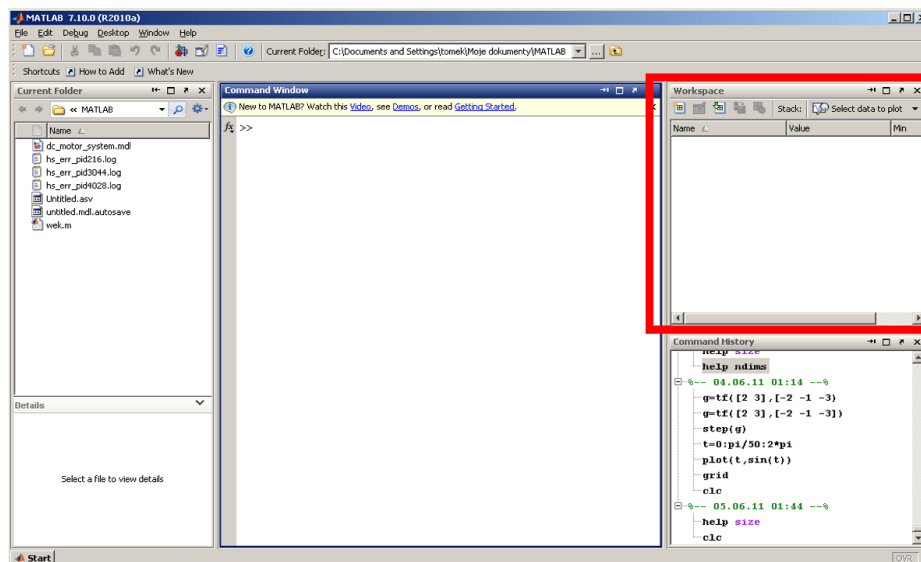 MATLAB 7.10.0 (R2010a)
File Edit Debug Desktop Window Help
Current Folder: C:\Documents and Settings\tomek\Moje dokumenty\MATLAB
Shortcuts How to Add What's New
Current Folder
« MATLAB
Name
dc_motor_system.mdl
hs_err_pid216.log
hs_err_pid3044.log
hs_err_pid4028.log
Untitled.asv
untitled.mdl.autosave
wek.m
Details
Select a file to view details
Start
Command Window
New to MATLAB? Watch this Video, see Demos, or read Getting Started.
fx >>
Workspace
Stack: Select data to plot
Name Value Min
Command History
help size
help ndims
%-- 04.06.11 01:14 --%
g=tf([2 3],[-2 -1 -3)
g=tf([2 3],[-2 -1 -3])
step(g)
t=0:pi/50:2*pi
plot(t,sin(t))
grid
clc
%-- 05.06.11 01:44 --%
help size
clc
OVR